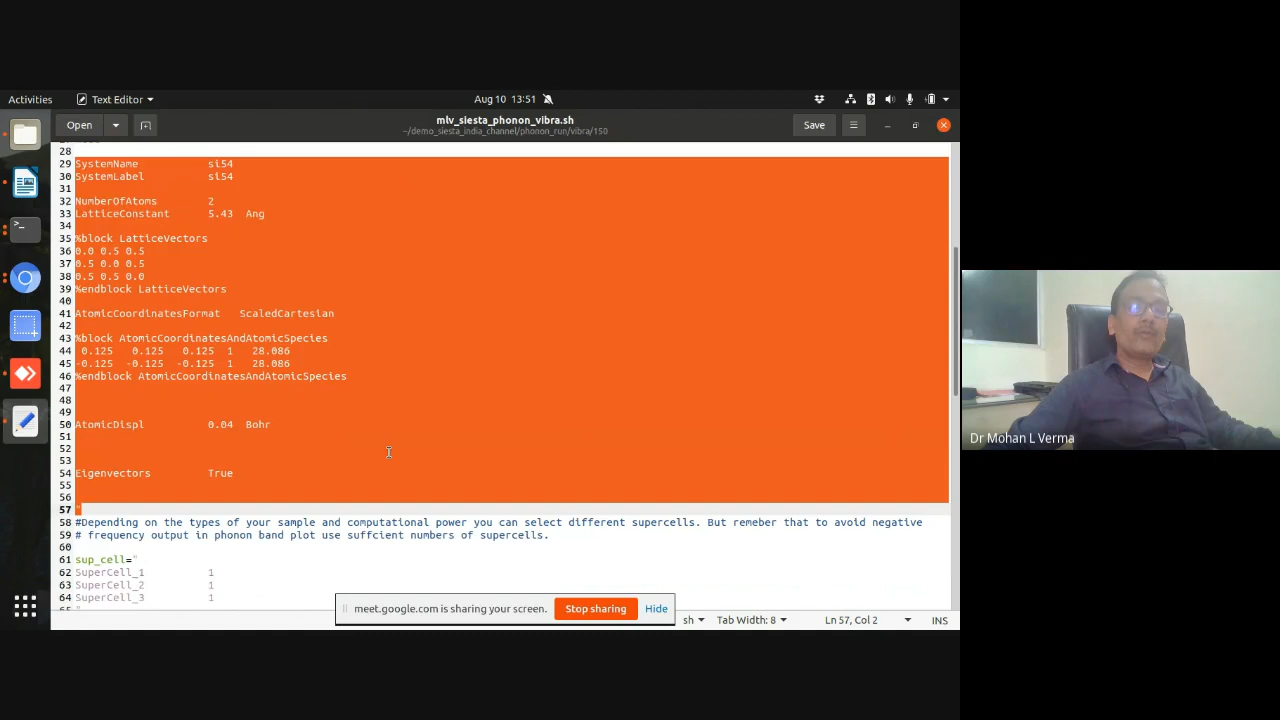 Activities
Text Editor
Aug 10 13:51
Open
mlv_siesta_phonon_vibra.sh
~/demo_siesta_india_channel/phonon_run/vibra/150
Save
28
29 SystemName si54
30 SystemLabel si54
31
32 NumberOfAtoms 2
33 LatticeConstant 5.43 Ang
34
35 %block LatticeVectors
36 0.0 0.5 0.5
37 0.5 0.0 0.5
38 0.5 0.5 0.0
39 %endblock LatticeVectors
40
41 AtomicCoordinatesFormat ScaledCartesian
42
43 %block AtomicCoordinatesAndAtomicSpecies
44 0.125 0.125 0.125 1 28.086
45 -0.125 -0.125 -0.125 1 28.086
46 %endblock AtomicCoordinatesAndAtomicSpecies
47
48
49
50 AtomicDispl 0.04 Bohr
51
52
53
54 Eigenvectors True
55
56
57 "
58 #Depending on the types of your sample and computational power you can select different supercells. But remeber that to avoid negative
59 # frequency output in phonon band plot use suffcient numbers of supercells.
60
61 sup_cell="
62 SuperCell_1 1
63 SuperCell_2 1
64 SuperCell_3 1
meet.google.com is sharing your screen.
Stop sharing
Hide
sh
Tab Width: 8
Ln 57, Col 2
INS
Dr Mohan L Verma